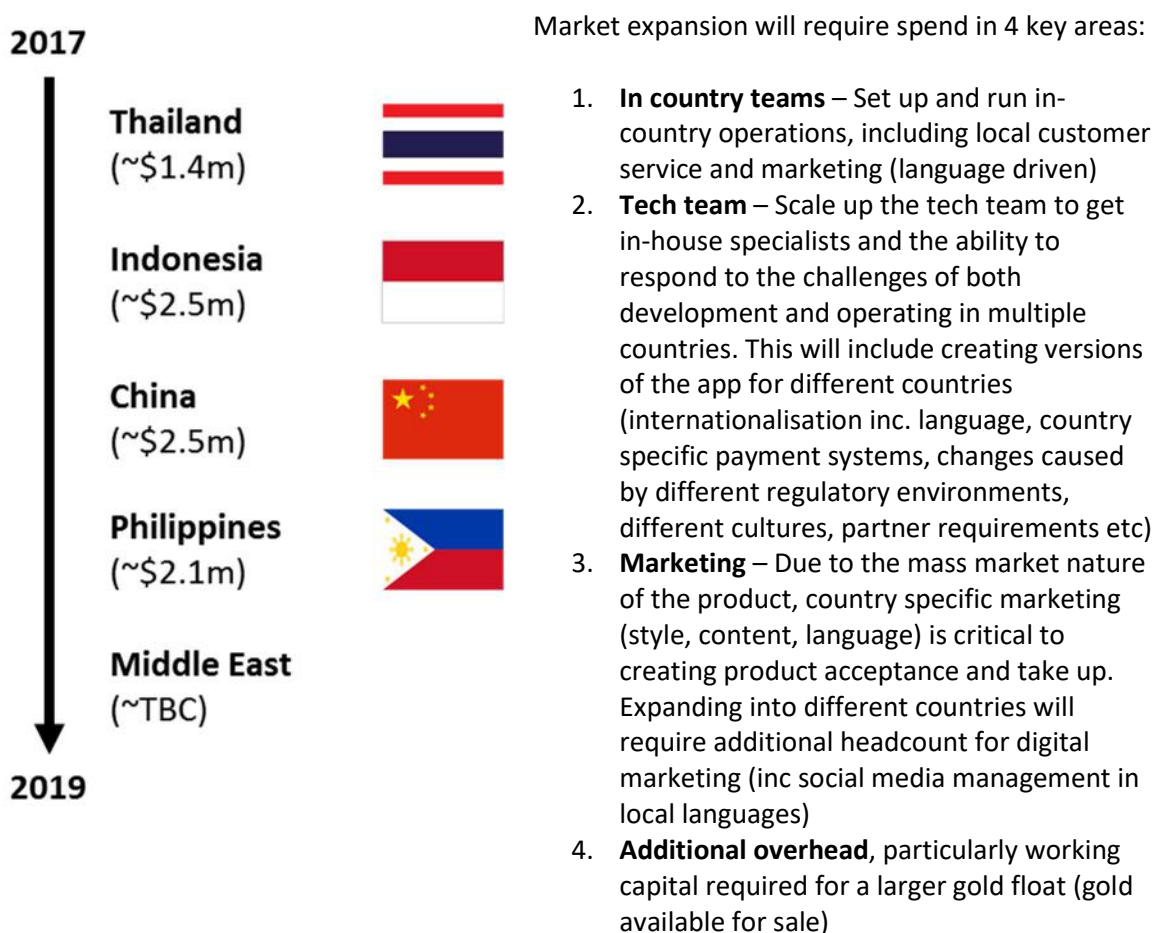 2017
Thailand
(~$1.4m)
Indonesia
(~$2.5m)
China
(~$2.5m)
Philippines
(~$2.1m)
Middle East
(~TBC)
2019
Market expansion will require spend in 4 key areas:
1. In country teams – Set up and run in-
country operations, including local customer
service and marketing (language driven)
2. Tech team – Scale up the tech team to get
in-house specialists and the ability to
respond to the challenges of both
development and operating in multiple
countries. This will include creating versions
of the app for different countries
(internationalisation inc. language, country
specific payment systems, changes caused
by different regulatory environments,
different cultures, partner requirements etc)
3. Marketing – Due to the mass market nature
of the product, country specific marketing
(style, content, language) is critical to
creating product acceptance and take up.
Expanding into different countries will
require additional headcount for digital
marketing (inc social media management in
local languages)
4. Additional overhead, particularly working
capital required for a larger gold float (gold
available for sale)